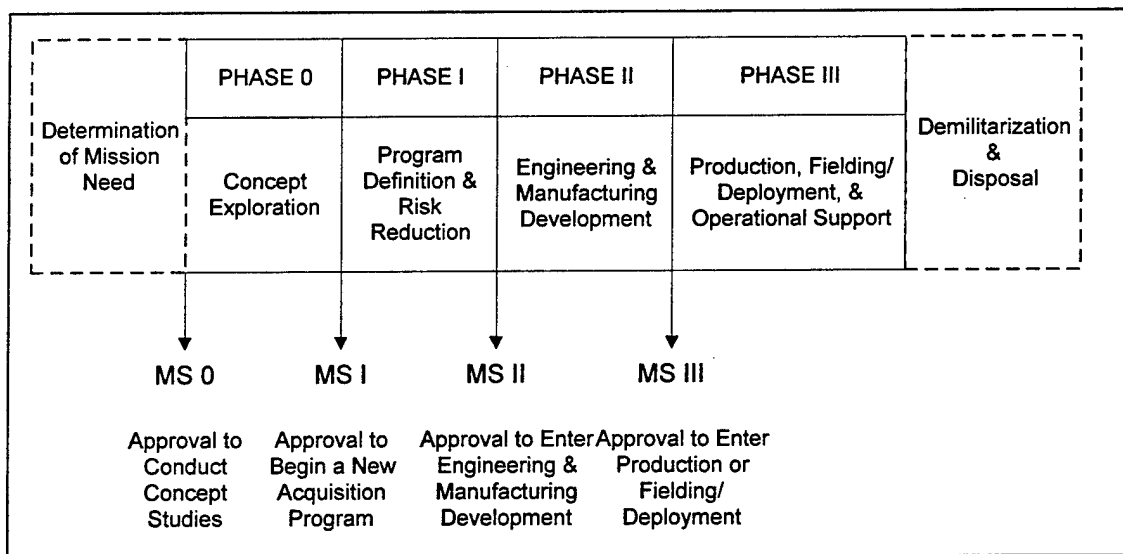 PHASE 0
PHASE I
PHASE II
PHASE III
Determination
of Mission
Need
Concept
Exploration
Program
Definition &
Risk
Reduction
Engineering &
Manufacturing
Development
Production, Fielding/
Deployment, &
Operational Support
Demilitarization
&
Disposal
MS 0
MS I
MS II
MS III
Approval to
Conduct
Concept
Studies
Approval to
Begin a New
Acquisition
Program
Approval to Enter
Engineering &
Manufacturing
Development
Approval to Enter
Production or
Fielding/
Deployment